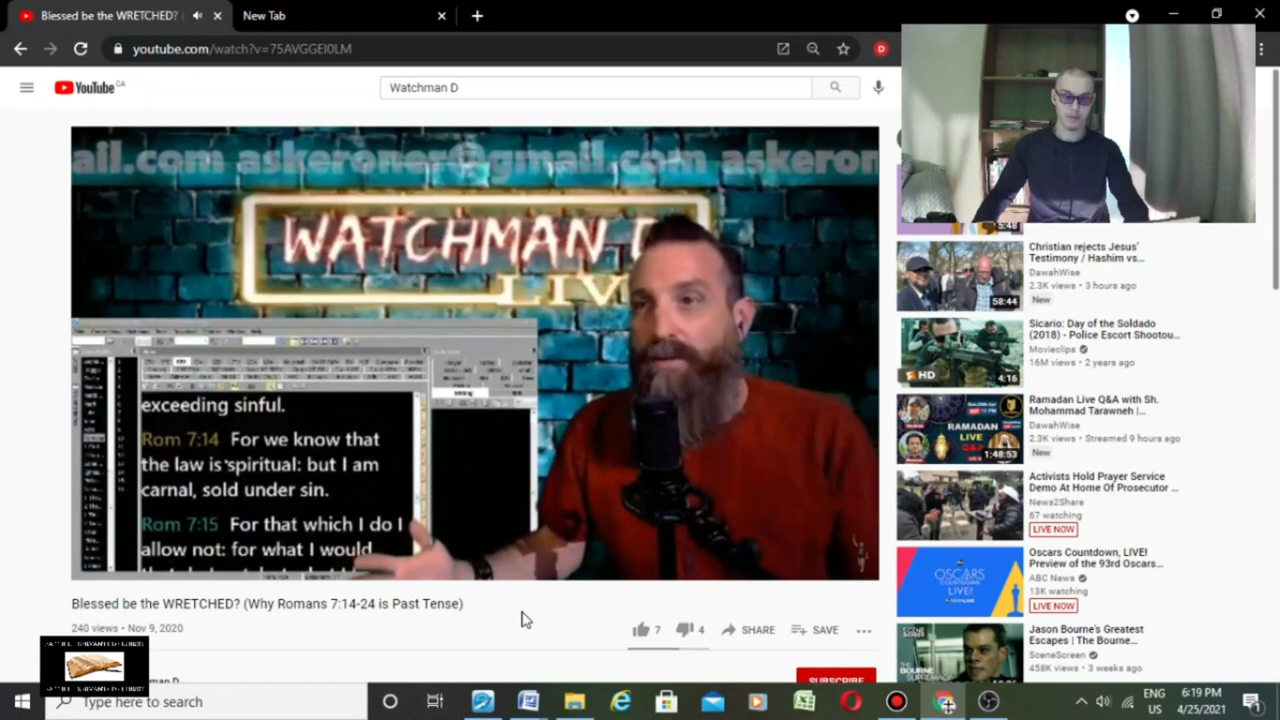 Blessed be the WRETCHED?
New Tab
youtube.com/watch?v=75AVGGEI0LM
D
YouTube CA
Watchman D
ail.com askeroner@gmail.com askeron
WATCHMAN D
LIV
exceeding sinful.
Rom 7:14 For we know that
the law is spiritual: but I am
carnal, sold under sin.
Rom 7:15 For that which I do I
allow not: for what I would
Blessed be the WRETCHED? (Why Romans 7:14-24 is Past Tense)
240 views • Nov 9, 2020
7
4
SHARE
SAVE
SUBSCRIBE
5:48
Christian rejects Jesus'
Testimony / Hashim vs...
DawahWise
2.3K views • 3 hours ago
New
58:44
Sicario: Day of the Soldado
(2018) - Police Escort Shootou...
Movieclips
16M views • 2 years ago
HD
4:16
Ramadan Live Q&A with Sh.
Mohammad Tarawneh |...
DawahWise
2.3K views • Streamed 9 hours ago
New
RAMADAN
LIVE
Q&A
1:48:53
Activists Hold Prayer Service
Demo At Home Of Prosecutor ...
News2Share
67 watching
LIVE NOW
Oscars Countdown, LIVE!
Preview of the 93rd Oscars...
ABC News
13K watching
LIVE NOW
OSCARS
COUNTDOWN
LIVE!
Jason Bourne's Greatest
Escapes | The Bourne...
SceneScreen
458K views • 3 weeks ago
Type here to search
ENG
US
6:19 PM
4/25/2021
1